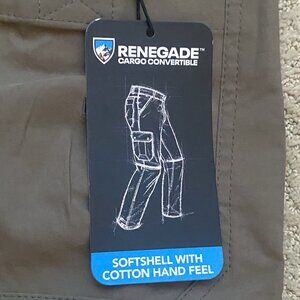 RENEGADE™
CARGO CONVERTIBLE
SOFTSHELL WITH
COTTON HAND FEEL